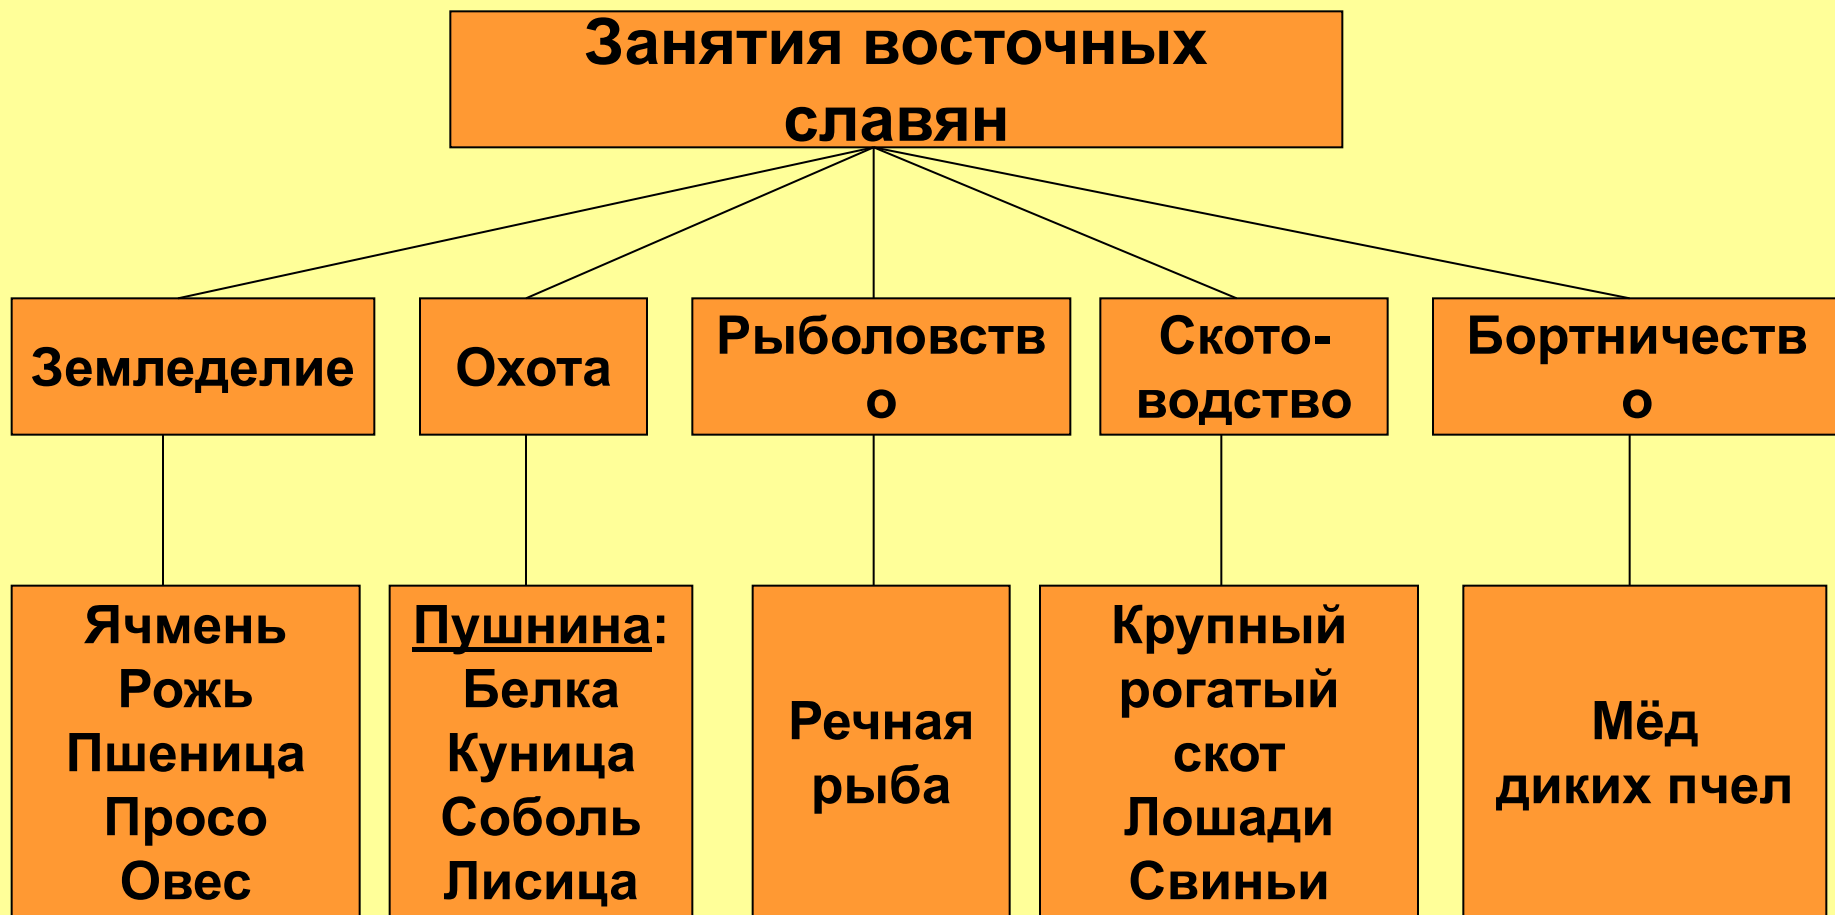 Занятия восточных
славян
Земледелие
Охота
Рыболовств
о
Ското-
водство
Бортничеств
о
Ячмень
Рожь
Пшеница
Просо
Овес
Пушнина:
Белка
Куница
Соболь
Лисица
Речная
рыба
Крупный
рогатый
скот
Лошади
Свиньи
Мёд
диких пчел